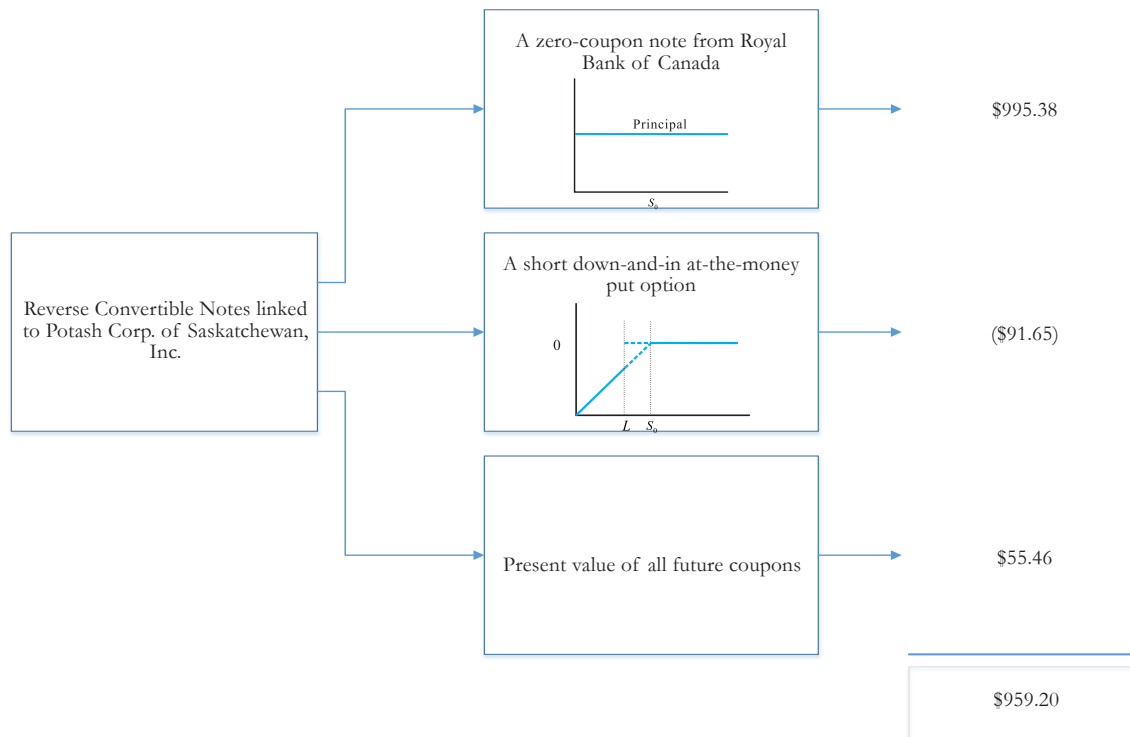 A zero-coupon note from Royal
Bank of Canada
Principal
S₀
$995.38
Reverse Convertible Notes linked
to Potash Corp. of Saskatchewan,
Inc.
A short down-and-in at-the-money
put option
0
L S₀
($91.65)
Present value of all future coupons
$55.46
$959.20